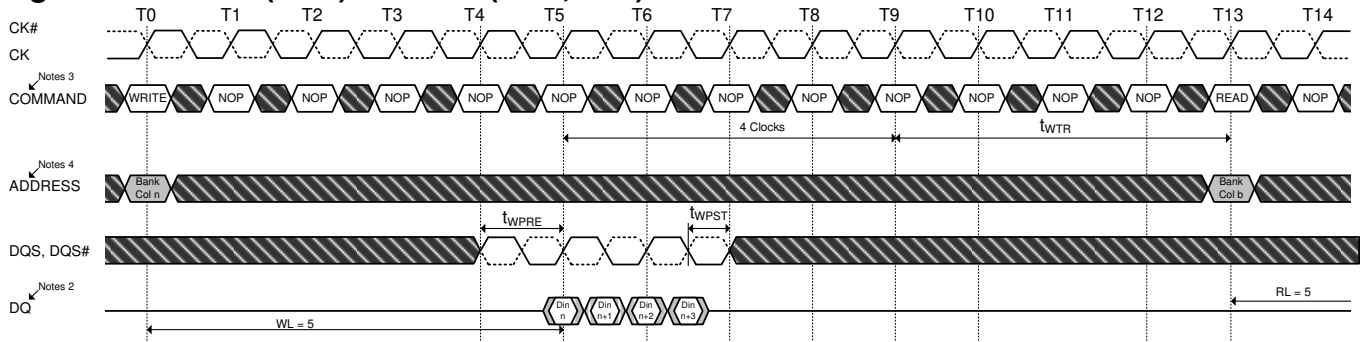 T0 T1 T2 T3 T4 T5 T6 T7 T8 T9 T10 T11 T12 T13 T14
CK#
CK
Notes 3
COMMAND WRITE NOP NOP NOP NOP NOP NOP NOP NOP NOP NOP NOP NOP READ NOP
4 Clocks tWTR
Notes 4
ADDRESS
Bank Bank
Col n Col b
tWPRE tWPST
DQS, DQS#
Notes 2
DQ
Din Din Din Din
n n+1 n+2 n+3
RL = 5
WL = 5